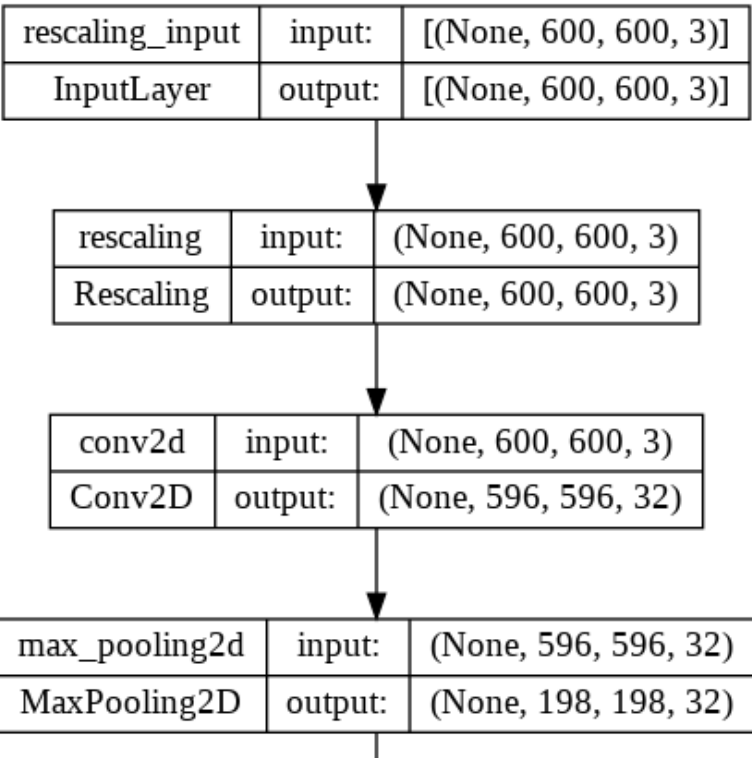 rescaling_input input: [(None, 600, 600, 3)]
InputLayer output: [(None, 600, 600, 3)]
rescaling input: (None, 600, 600, 3)
Rescaling output: (None, 600, 600, 3)
conv2d input: (None, 600, 600, 3)
Conv2D output: (None, 596, 596, 32)
max_pooling2d input: (None, 596, 596, 32)
MaxPooling2D output: (None, 198, 198, 32)